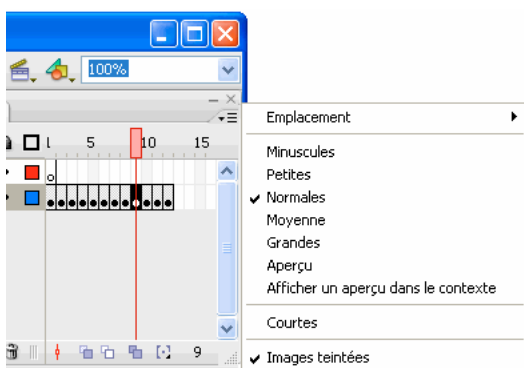 100%
Emplacement
5 10 15
Minuscules
Petites
Normales
Moyenne
Grandes
Aperçu
Afficher un aperçu dans le contexte
Courtes
9
Images teintées